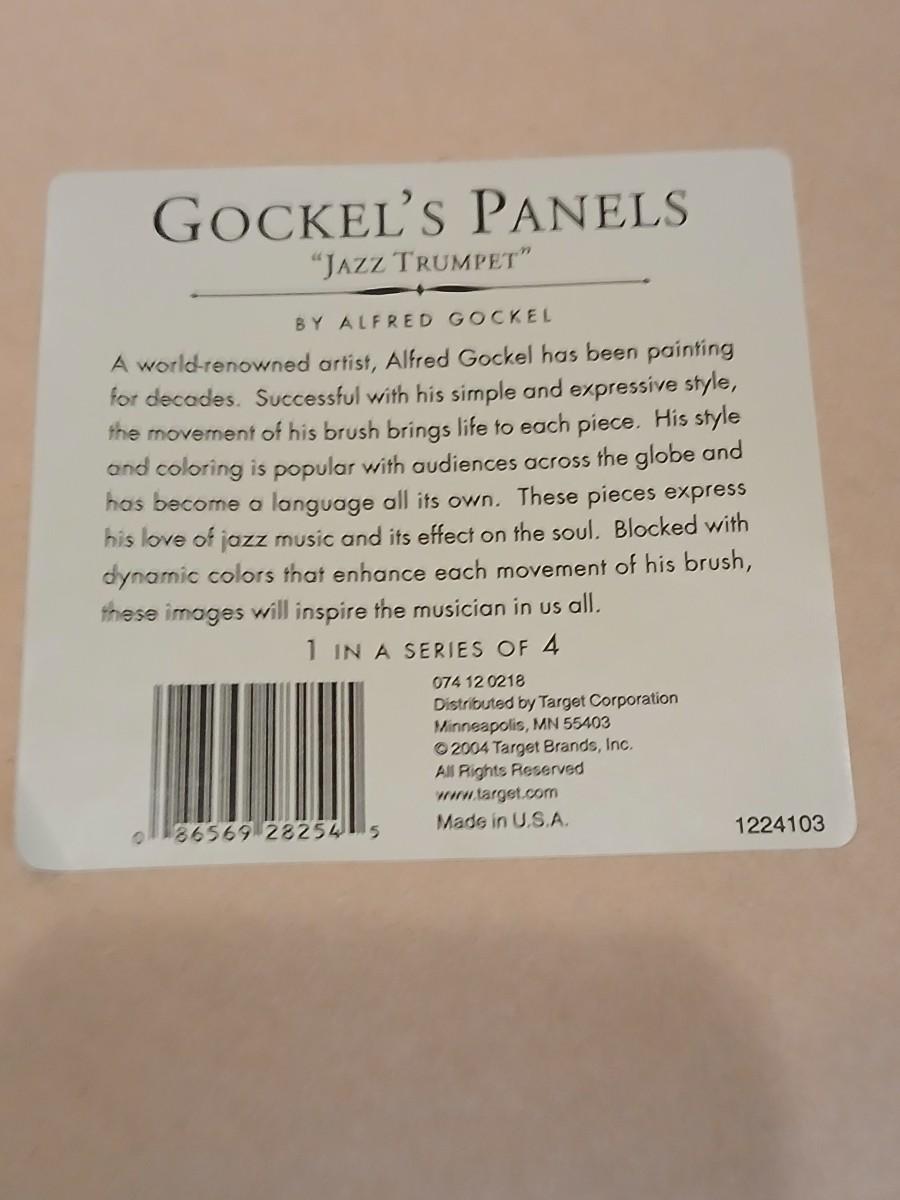 GOCKEL'S PANELS
"JAZZ TRUMPET"
BY ALFRED GOCKEL
A world-renowned artist, Alfred Gockel has been painting
for decades. Successful with his simple and expressive style,
the movement of his brush brings life to each piece. His style
and coloring is popular with audiences across the globe and
has become a language all its own. These pieces express
his love of jazz music and its effect on the soul. Blocked with
dynamic colors that enhance each movement of his brush,
these images will inspire the musician in us all.
1 IN A SERIES OF 4
074 12 0218
Distributed by Target Corporation
Minneapolis, MN 55403
© 2004 Target Brands, Inc.
All Rights Reserved
www.target.com
Made in U.S.A.
0 86569 28254 5
1224103